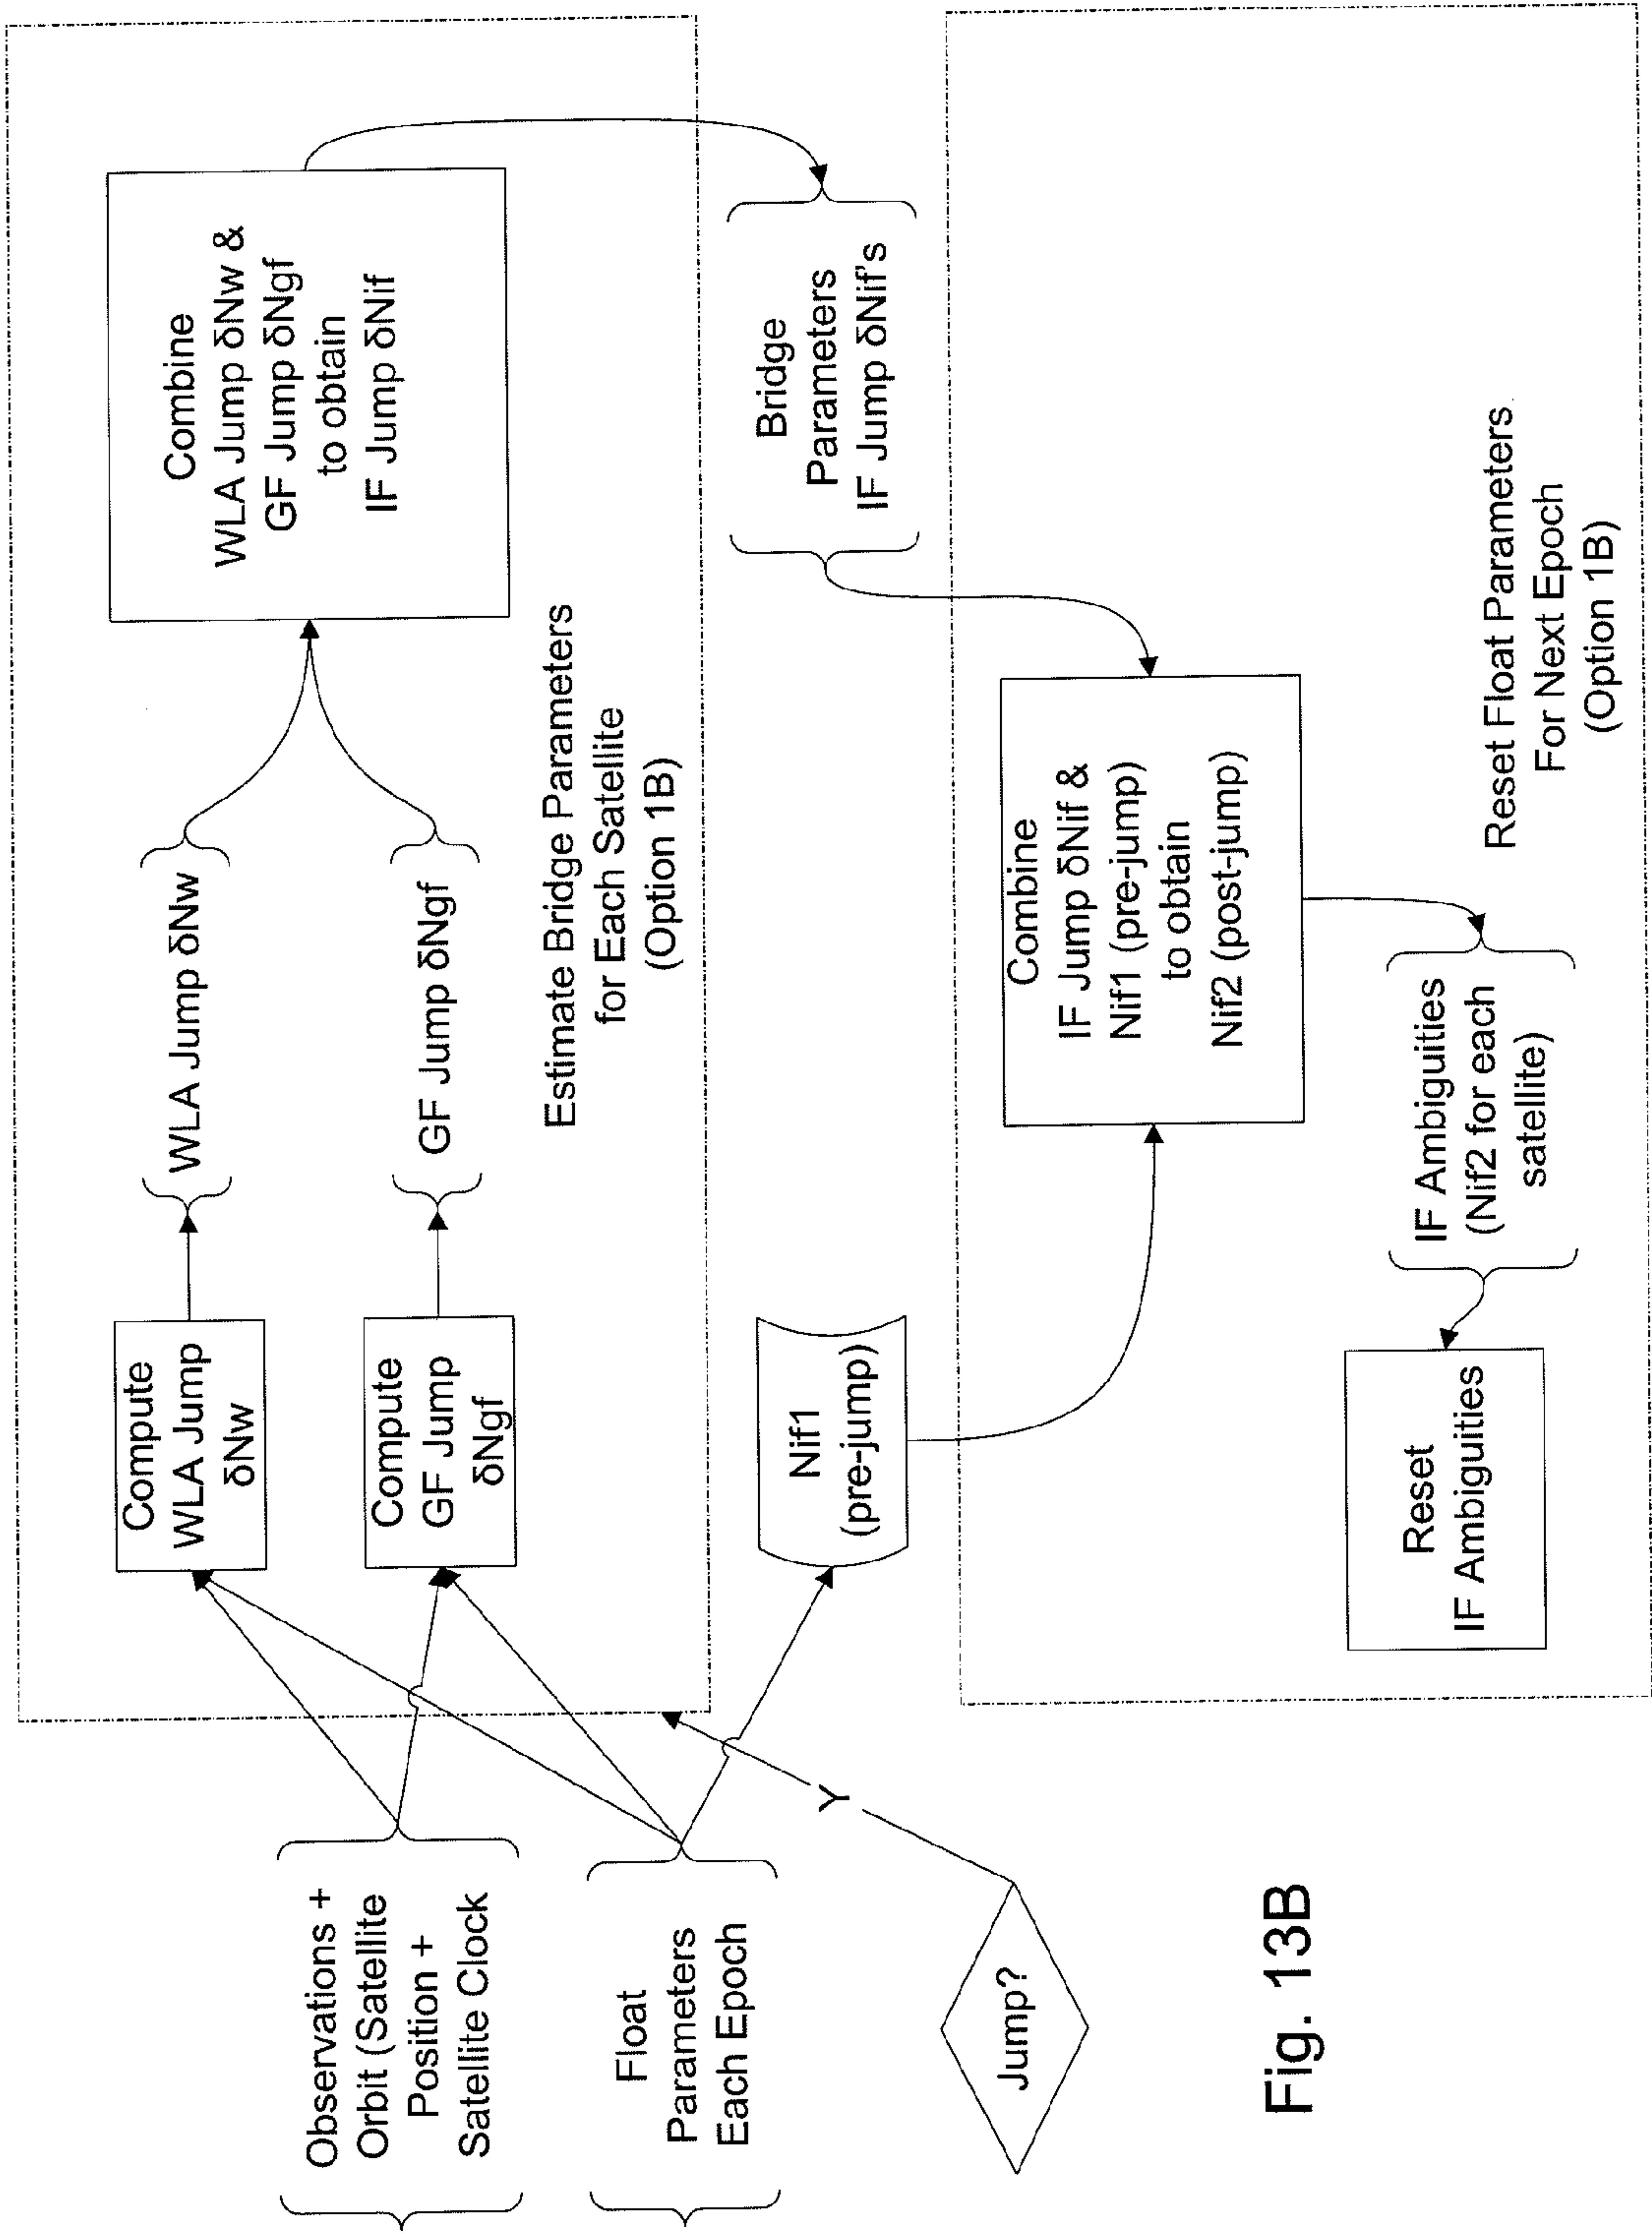 Observations +
Orbit (Satellite
Position +
Satellite Clock
Float
Parameters
Each Epoch
Jump?
Y
Compute
WLA Jump
δNw
WLA Jump δNw
Compute
GF Jump
δNgf
GF Jump δNgf
Combine
WLA Jump δNw &
GF Jump δNgf
to obtain
IF Jump δNif
Estimate Bridge Parameters
for Each Satellite
(Option 1B)
Nif1
(pre-jump)
Bridge
Parameters
IF Jump δNif's
Combine
IF Jump δNif &
Nif1 (pre-jump)
to obtain
Nif2 (post-jump)
Reset
IF Ambiguities
IF Ambiguities
(Nif2 for each
satellite)
Reset Float Parameters
For Next Epoch
(Option 1B)
Fig. 13B